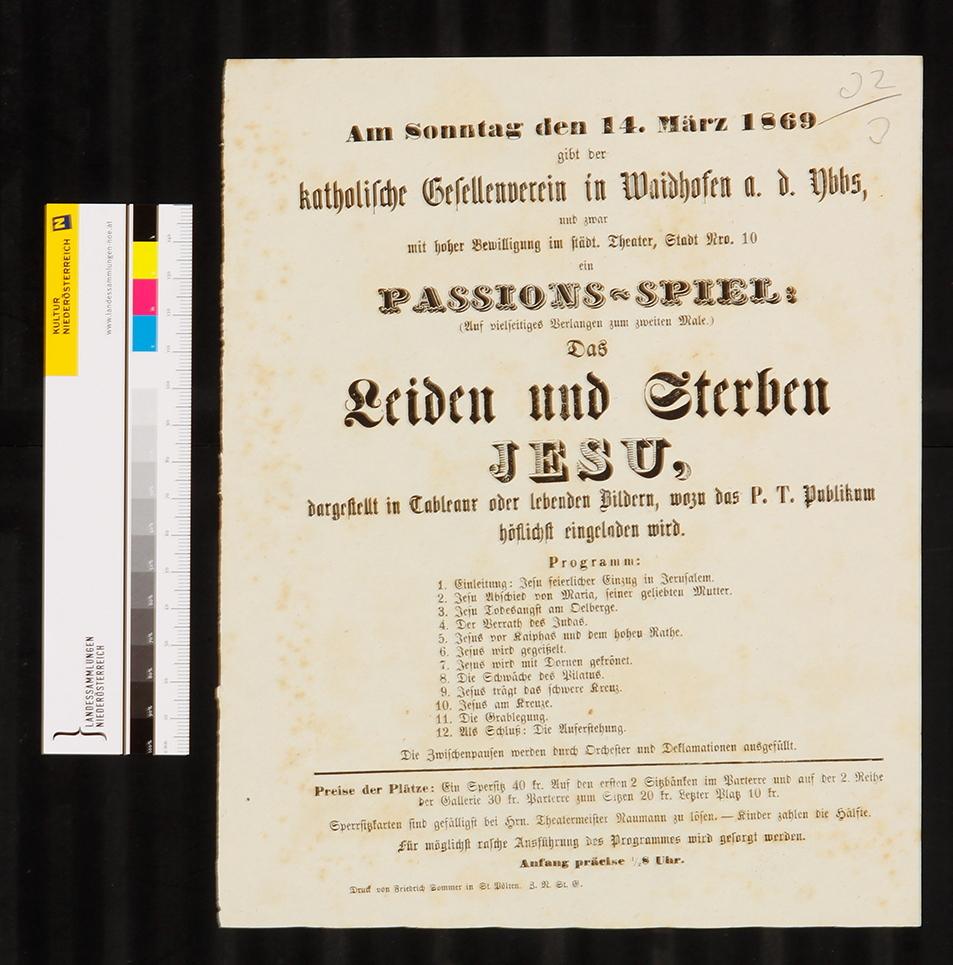 Am Sonntag den 14. März 1869
gibt der
katholische Gesellenverein in Waidhofen a. d. Ybbs,
und zwar
mit hoher Bewilligung im städt. Theater, Stadt Nro. 10
ein
PASSIONS-SPIEL:
(Auf vielseitiges Verlangen zum zweiten Male.)
Das
Leiden und Sterben
JESU,
dargestellt in Tableaux oder lebenden Bildern, wozu das P. T. Publikum
höflichst eingeladen wird.
Programm:
1. Einleitung: Jesu feierlicher Einzug in Jerusalem.
2. Jesu Abschied von Maria, seiner geliebten Mutter.
3. Jesu Todesangst am Oelberge.
4. Der Verrath des Judas.
5. Jesus vor Kaiphas und dem hohen Rathe.
6. Jesus wird gegeißelt.
7. Jesus wird mit Dornen gekrönet.
8. Die Schwäche des Pilatus.
9. Jesus trägt das schwere Kreuz.
10. Jesus am Kreuze.
11. Die Grablegung.
12. Als Schluß: Die Auferstehung.
Die Zwischenpausen werden durch Orchester und Deklamationen ausgefüllt.
Preise der Plätze: Ein Spersitz 40 kr. Auf den ersten 2 Sitzbänken im Parterre und auf der 2. Reihe
der Gallerie 30 kr. Parterre zum Sitzen 20 kr. Letzter Platz 10 kr.
Sperrsitzkarten sind gefälligst bei Hrn. Theatermeister Naumann zu lösen. — Kinder zahlen die Hälfte.
Für möglichst rasche Ausführung des Programmes wird gesorgt werden.
Anfang präcise ½8 Uhr.
Druck von Friedrich Sommer in St. Pölten. Z. N. St. E.
KULTUR
NIEDERÖSTERREICH
www.landessammlungen-noe.at
LANDESSAMMLUNGEN
NIEDERÖSTERREICH